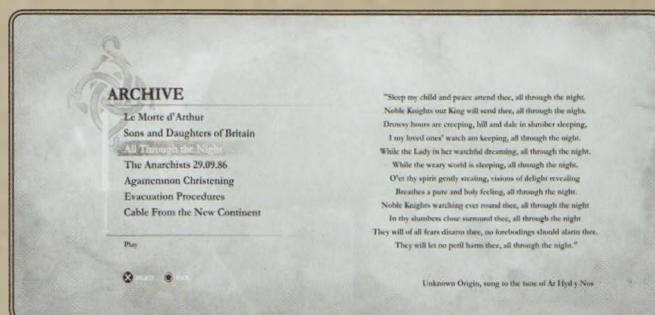 ARCHIVE
Le Morte d'Arthur
Sons and Daughters of Britain
All Through the Night
The Anarchists 29.09.86
Agamemnon Christening
Evacuation Procedures
Cable From the New Continent
Play
SELECT BACK
"Sleep my child and peace attend thee, all through the night.
Noble Knights our King will send thee, all through the night.
Drowsy hours are creeping, hill and dale in slumber sleeping,
I my loved ones' watch am keeping, all through the night.
While the Lady in her watchful dreaming, all through the night.
While the weary world is sleeping, all through the night.
O'er thy spirit gently stealing, visions of delight revealing
Breathes a pure and holy feeling, all through the night.
Noble Knights watching ever round thee, all through the night
In thy slumbers close surround thee, all through the night
They will of all fears disarm thee, no forebodings should alarm thee.
They will let no peril harm thee, all through the night."
Unknown Origin, sung to the tune of Ar Hyd y Nos